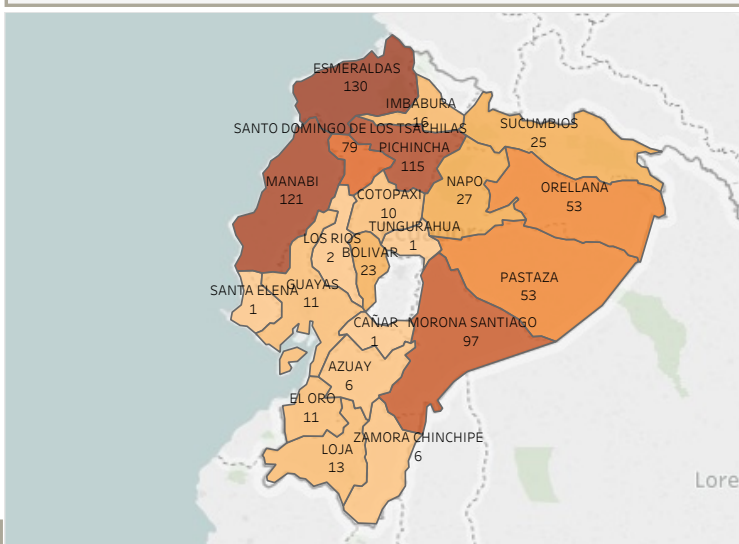 ESMERALDAS
130
IMBABURA
16
SANTO DOMINGO DE LOS TSACHILAS
79
PICHINCHA
115
SUCUMBIOS
25
MANABI
121
COTOPAXI
10
NAPO
27
ORELLANA
53
TUNGURAHUA
1
LOS RIOS
2
BOLIVAR
23
SANTA ELENA
1
GUAYAS
11
PASTAZA
53
CAÑAR
1
MORONA SANTIAGO
97
AZUAY
6
EL ORO
11
ZAMORA CHINCHIPE
6
LOJA
13
Lore